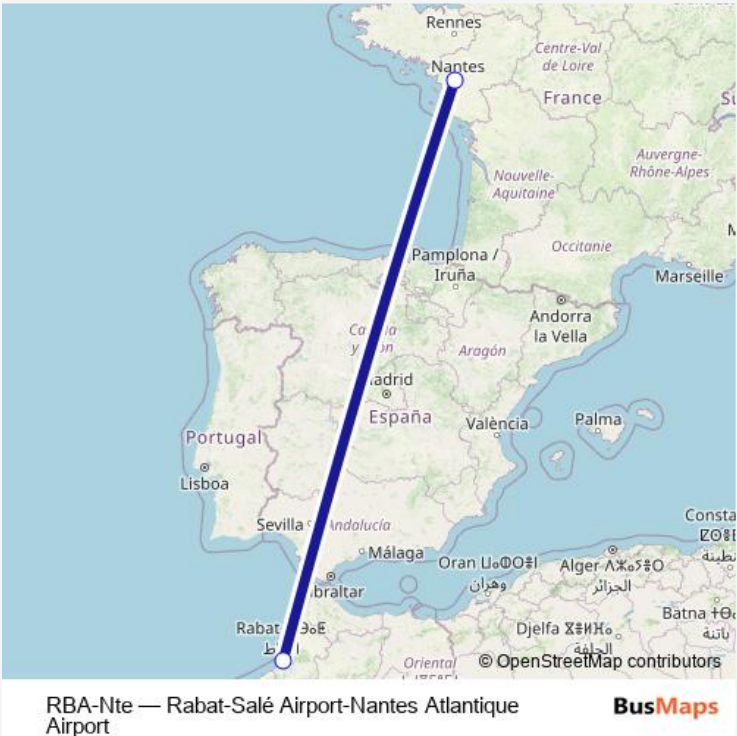 Rennes
Nantes
Centre-Val
de Loire
France
Auvergne-
Rhône-Alpes
Nouvelle-
Aquitaine
Occitanie
Marseille
Pamplona /
Iruña
Andorra
la Vella
Aragón
España
València
Palma
Portugal
Lisboa
Sevilla
Andalucía
Málaga
Oran
وهران
Alger
الجزائر
Consta
Batna
باتنة
Djelfa
الجلفة
Rabat
Oriental
© OpenStreetMap contributors
RBA-Nte — Rabat-Salé Airport-Nantes Atlantique
Airport
BusMaps